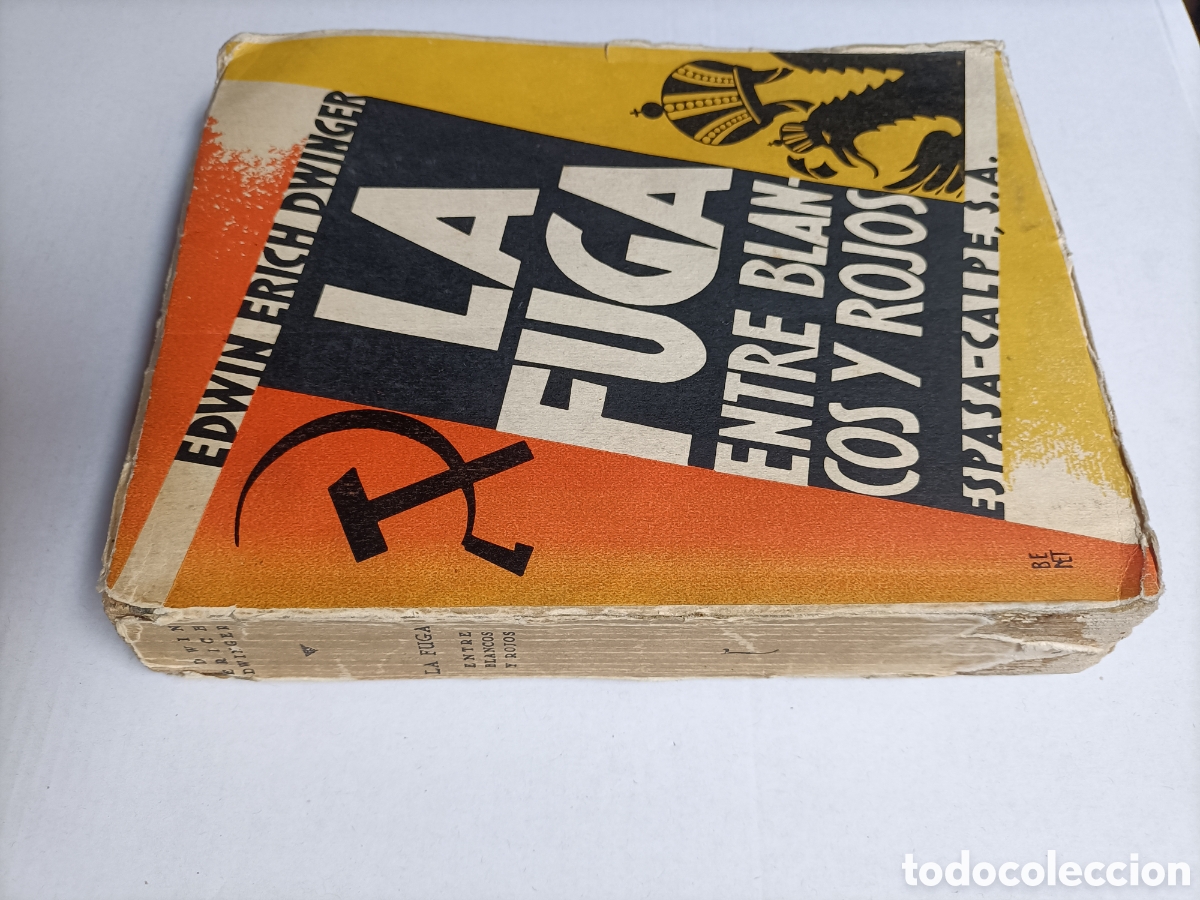 EDWIN ERICH DWINGER
LA
FUGA
ENTRE BLAN-
COS Y ROJOS
ESPASA-CALPE, S.A.
BE
NET
EDWIN
ERICH
DWINGER
LA FUGA
ENTRE
BLANCOS
Y ROJOS
todocoleccion